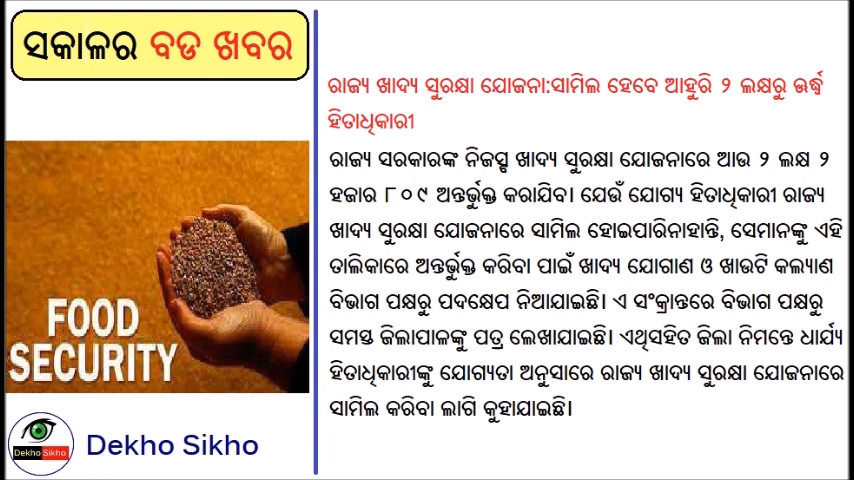 ସକାଳର ବଡ ଖବର
ରାଜ୍ୟ ଖାଦ୍ୟ ସୁରକ୍ଷା ଯୋଜନା:ସାମିଲ ହେବେ ଆହୁରି ୨ ଲକ୍ଷରୁ ଊର୍ଦ୍ଧ୍ୱ
ହିତାଧିକାରୀ
ରାଜ୍ୟ ସରକାରଙ୍କ ନିଜସ୍ବ ଖାଦ୍ୟ ସୁରକ୍ଷା ଯୋଜନାରେ ଆଉ ୨ ଲକ୍ଷ ୨
ହଜାର ୮୦୯ ଅନ୍ତର୍ଭୁକ୍ତ କରାଯିବ। ଯେଉଁ ଯୋଗ୍ୟ ହିତାଧିକାରୀ ରାଜ୍ୟ
ଖାଦ୍ୟ ସୁରକ୍ଷା ଯୋଜନାରେ ସାମିଲ ହୋଇପାରିନାହାନ୍ତି, ସେମାନଙ୍କୁ ଏହି
ତାଲିକାରେ ଅନ୍ତର୍ଭୁକ୍ତ କରିବା ପାଇଁ ଖାଦ୍ୟ ଯୋଗାଣ ଓ ଖାଉଟି କଲ୍ୟାଣ
ବିଭାଗ ପକ୍ଷରୁ ପଦକ୍ଷେପ ନିଆଯାଇଛି। ଏ ସଂକ୍ରାନ୍ତରେ ବିଭାଗ ପକ୍ଷରୁ
ସମସ୍ତ ଜିଲାପାଳଙ୍କୁ ପତ୍ର ଲେଖାଯାଇଛି। ଏଥିସହିତ ଜିଲା ନିମନ୍ତେ ଧାର୍ଯ୍ୟ
ହିତାଧିକାରୀଙ୍କୁ ଯୋଗ୍ୟତା ଅନୁସାରେ ରାଜ୍ୟ ଖାଦ୍ୟ ସୁରକ୍ଷା ଯୋଜନାରେ
ସାମିଲ କରିବା ଲାଗି କୁହାଯାଇଛି।
FOOD
SECURITY
Dekho Sikho
Dekho Sikho